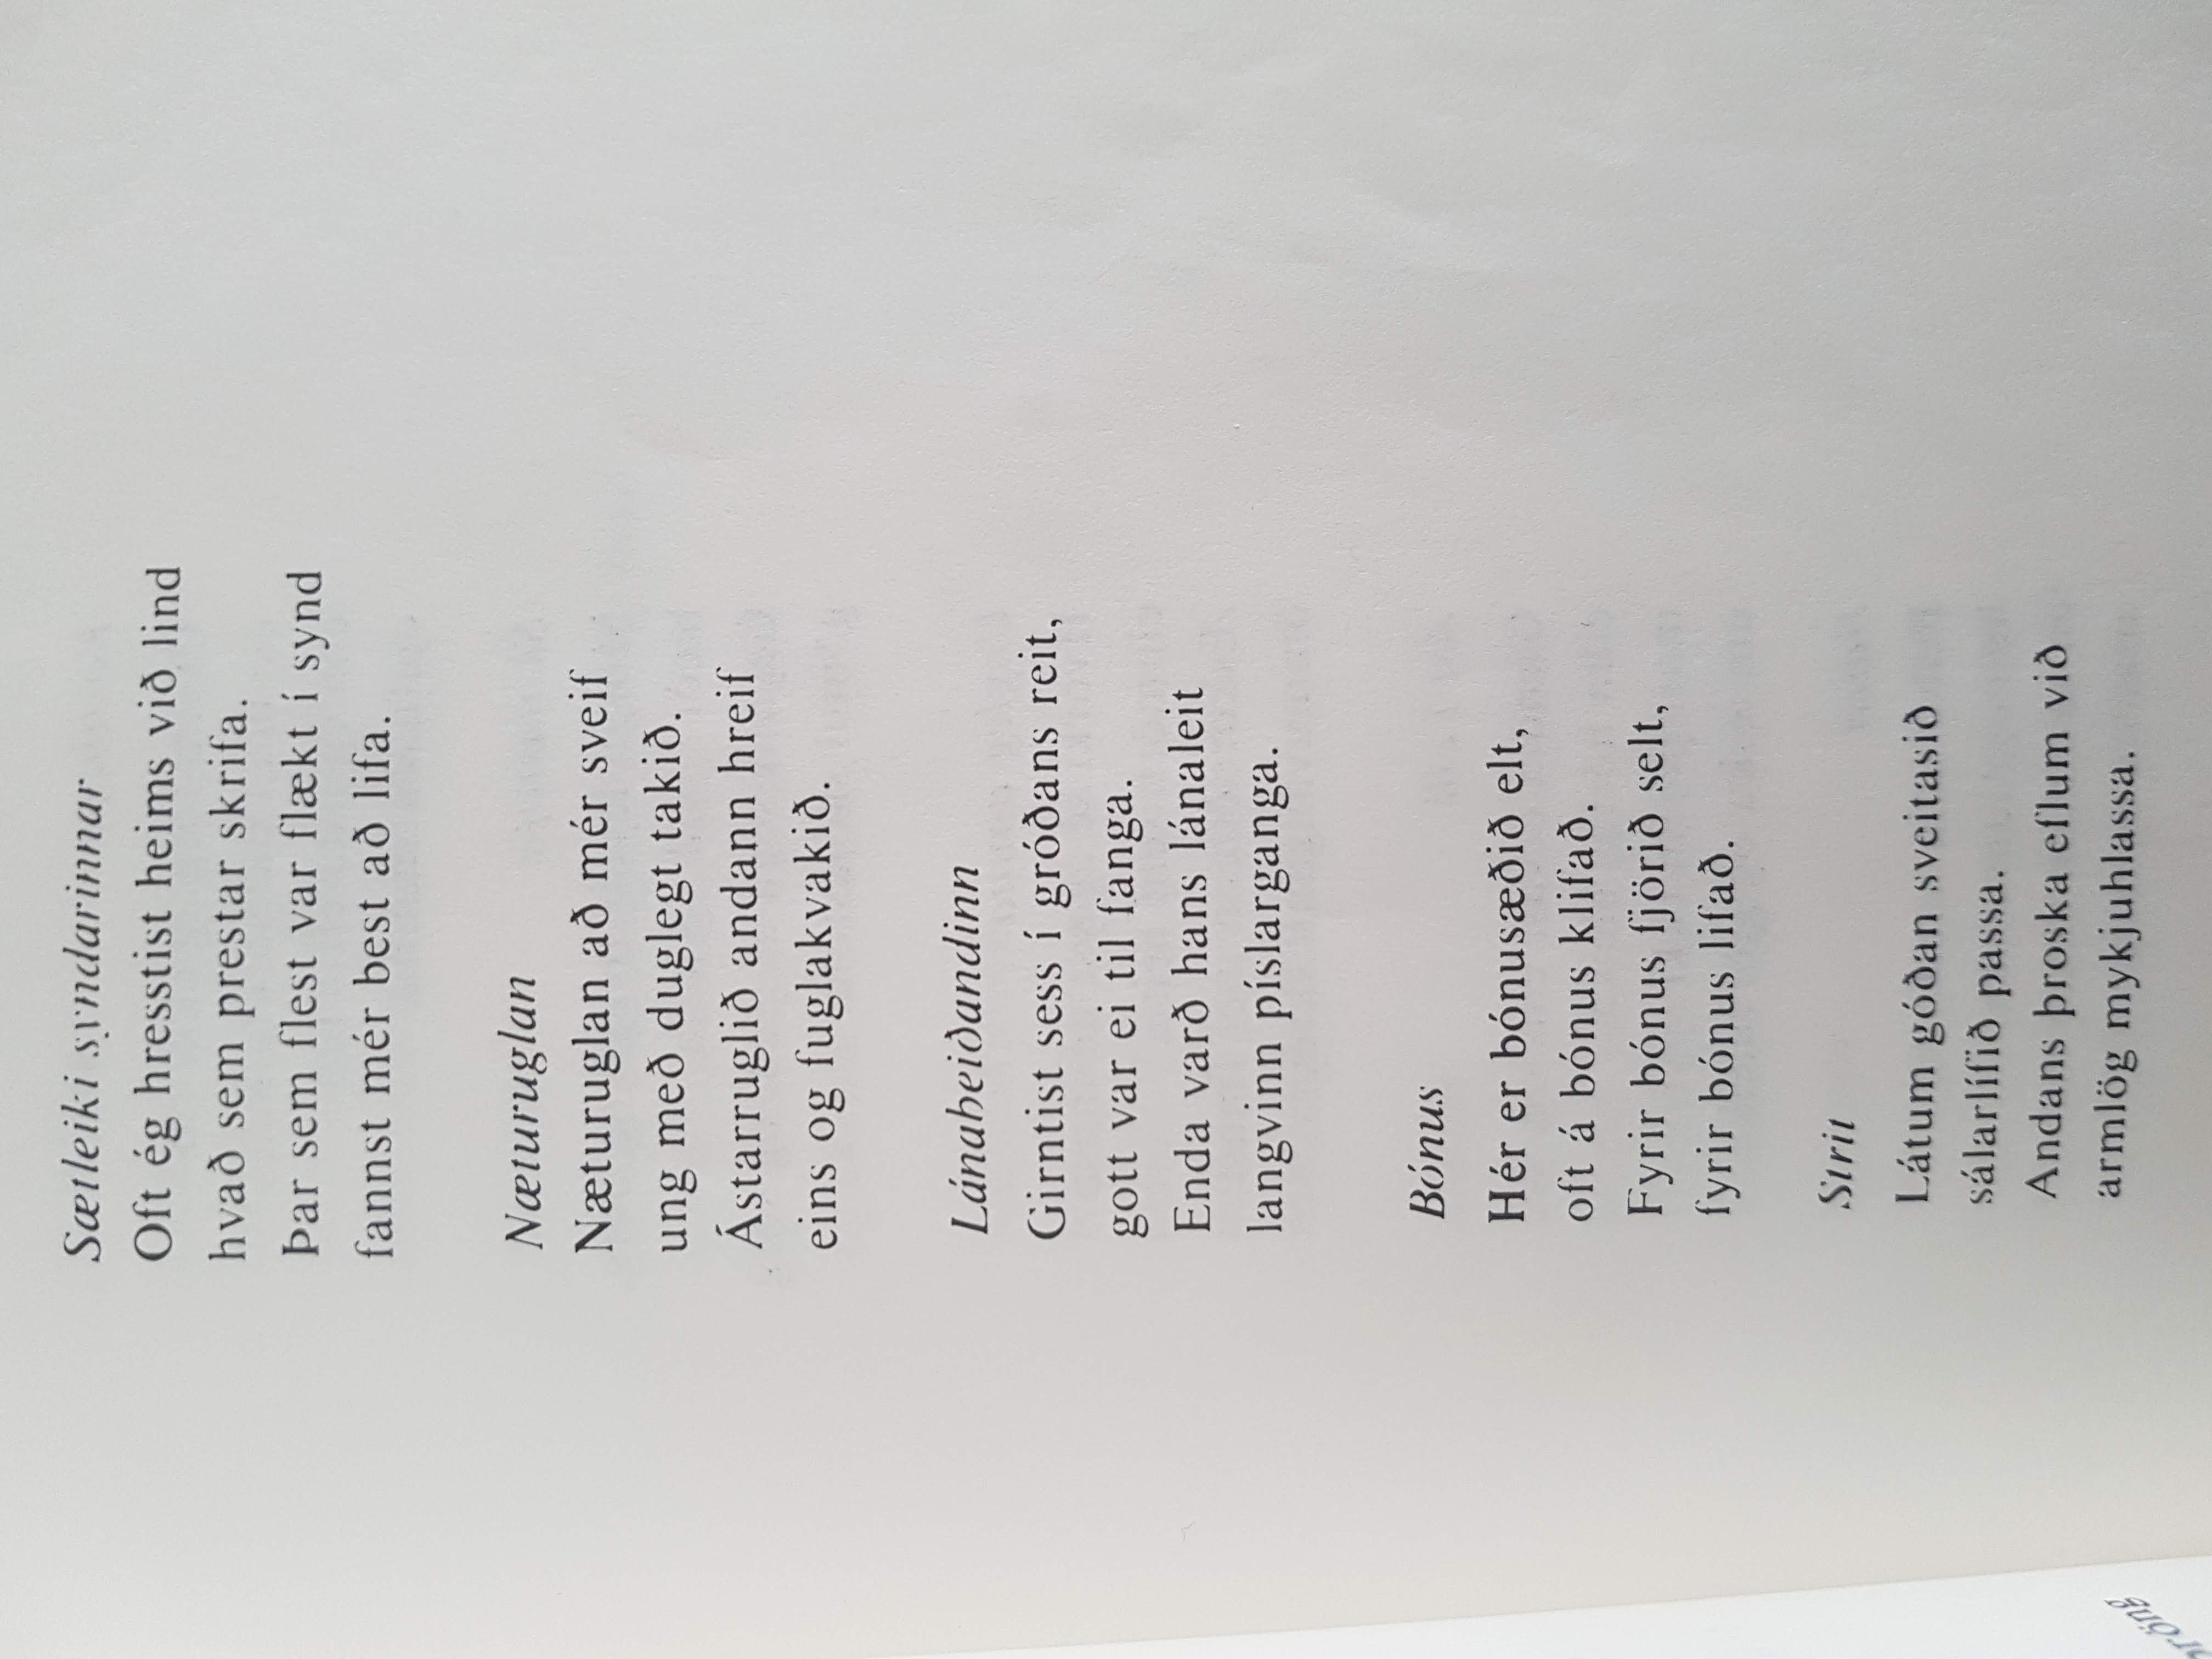 Sætleiki syndarinnar
Oft ég hresstist heims við lind
hvað sem prestar skrifa.
Þar sem flest var flækt í synd
fannst mér best að lifa.
Næturuglan
Næturuglan að mér sveif
ung með duglegt takið.
Ástarruglið andann hreif
eins og fuglakvakið.
Lánabeiðandinn
Girntist sess í gróðans reit,
gott var ei til fanga.
Enda varð hans lánaleit
langvinn píslarganga.
Bónus
Hér er bónusæðið elt,
oft á bónus klifað.
Fyrir bónus fjörið selt,
fyrir bónus lifað.
Strit
Látum góðan sveitasið
sálarlífið passa.
Andans þroska eflum við
armlög mykjuhlassa.